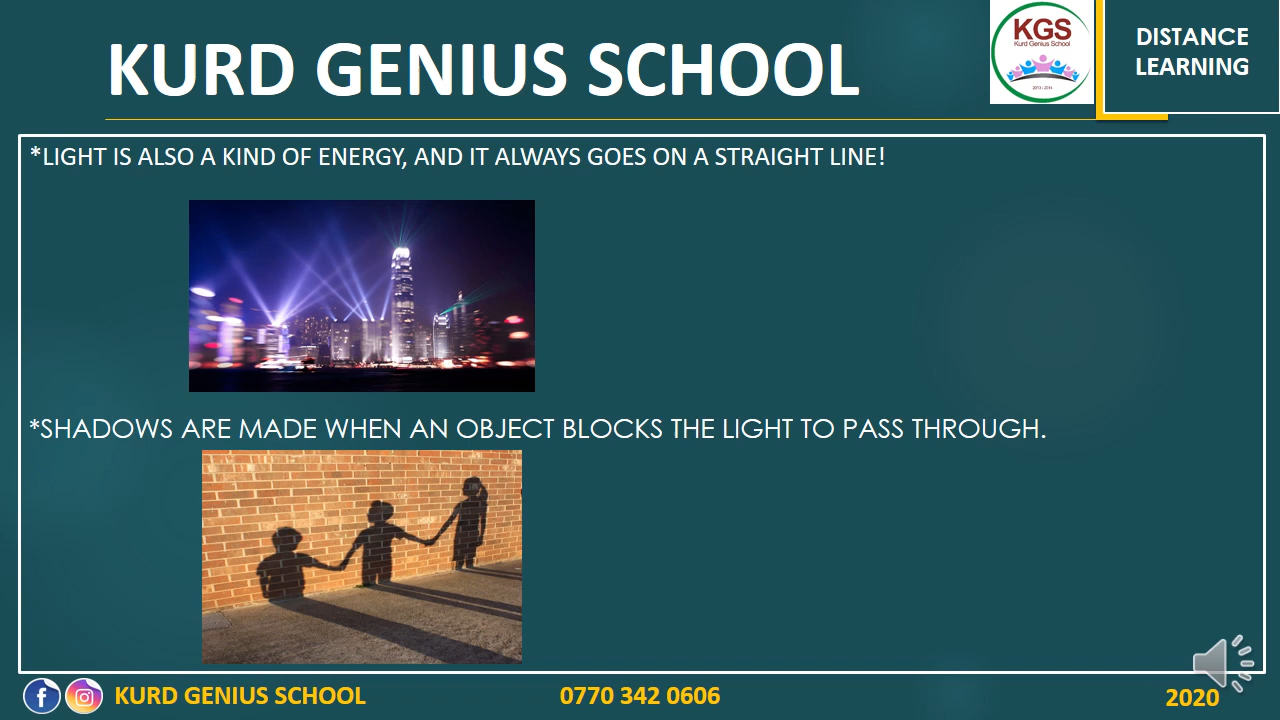 KURD GENIUS SCHOOL
KGS
Kurd Genius School
DISTANCE
LEARNING
*LIGHT IS ALSO A KIND OF ENERGY, AND IT ALWAYS GOES ON A STRAIGHT LINE!
*SHADOWS ARE MADE WHEN AN OBJECT BLOCKS THE LIGHT TO PASS THROUGH.
KURD GENIUS SCHOOL
0770 342 0606
2020